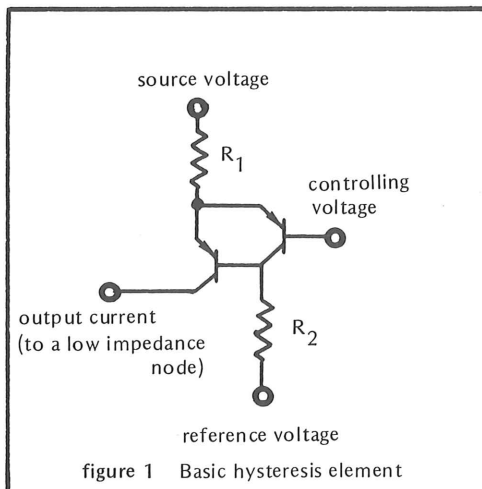 source voltage
R1
controlling
voltage
output current
(to a low impedance
node)
R2
reference voltage
figure 1 Basic hysteresis element